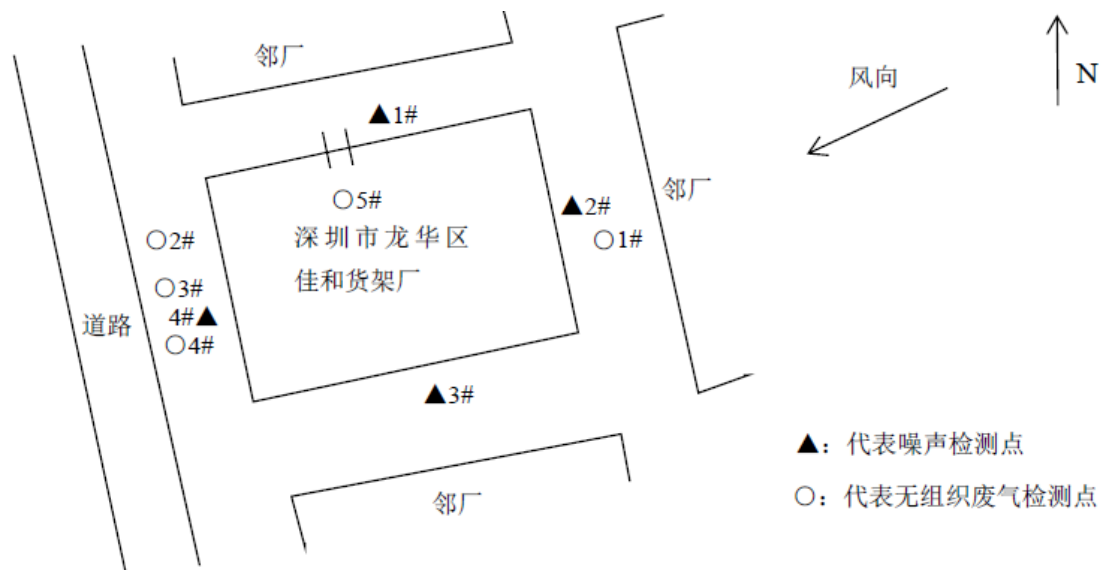 邻厂
▲1#
风向
N
邻厂
▲2#
○1#
○5#
深圳市龙华区
佳和货架厂
○2#
○3#
4#▲
○4#
道路
▲3#
邻厂
▲：代表噪声检测点
○：代表无组织废气检测点